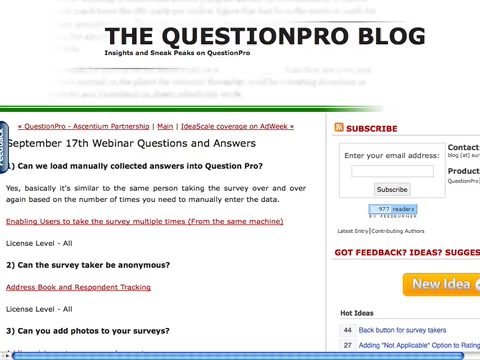 THE QUESTIONPRO BLOG
Insights and Sneak Peaks on QuestionPro
Feedback
« QuestionPro - Ascentium Partnership | Main | IdeaScale coverage on AdWeek »
September 17th Webinar Questions and Answers
1) Can we load manually collected answers into Question Pro?
Yes, basically it's similar to the same person taking the survey over and over
again based on the number of times you need to manually enter the data.
Enabling Users to take the survey multiple times (From the same machine)
License Level - All
2) Can the survey taker be anonymous?
Address Book and Respondent Tracking
License Level - All
3) Can you add photos to your surveys?
SUBSCRIBE
Enter your email address:
Subscribe
977 readers
BY FEEDBURNER
Latest Entry|Contributing Authors
Contact
blog [at] su
Product
QuestionPro |
GOT FEEDBACK? IDEAS? SUGGES
New Idea
Hot Ideas
44 Back button for survey takers
27 Adding "Not Applicable" Option to Rating